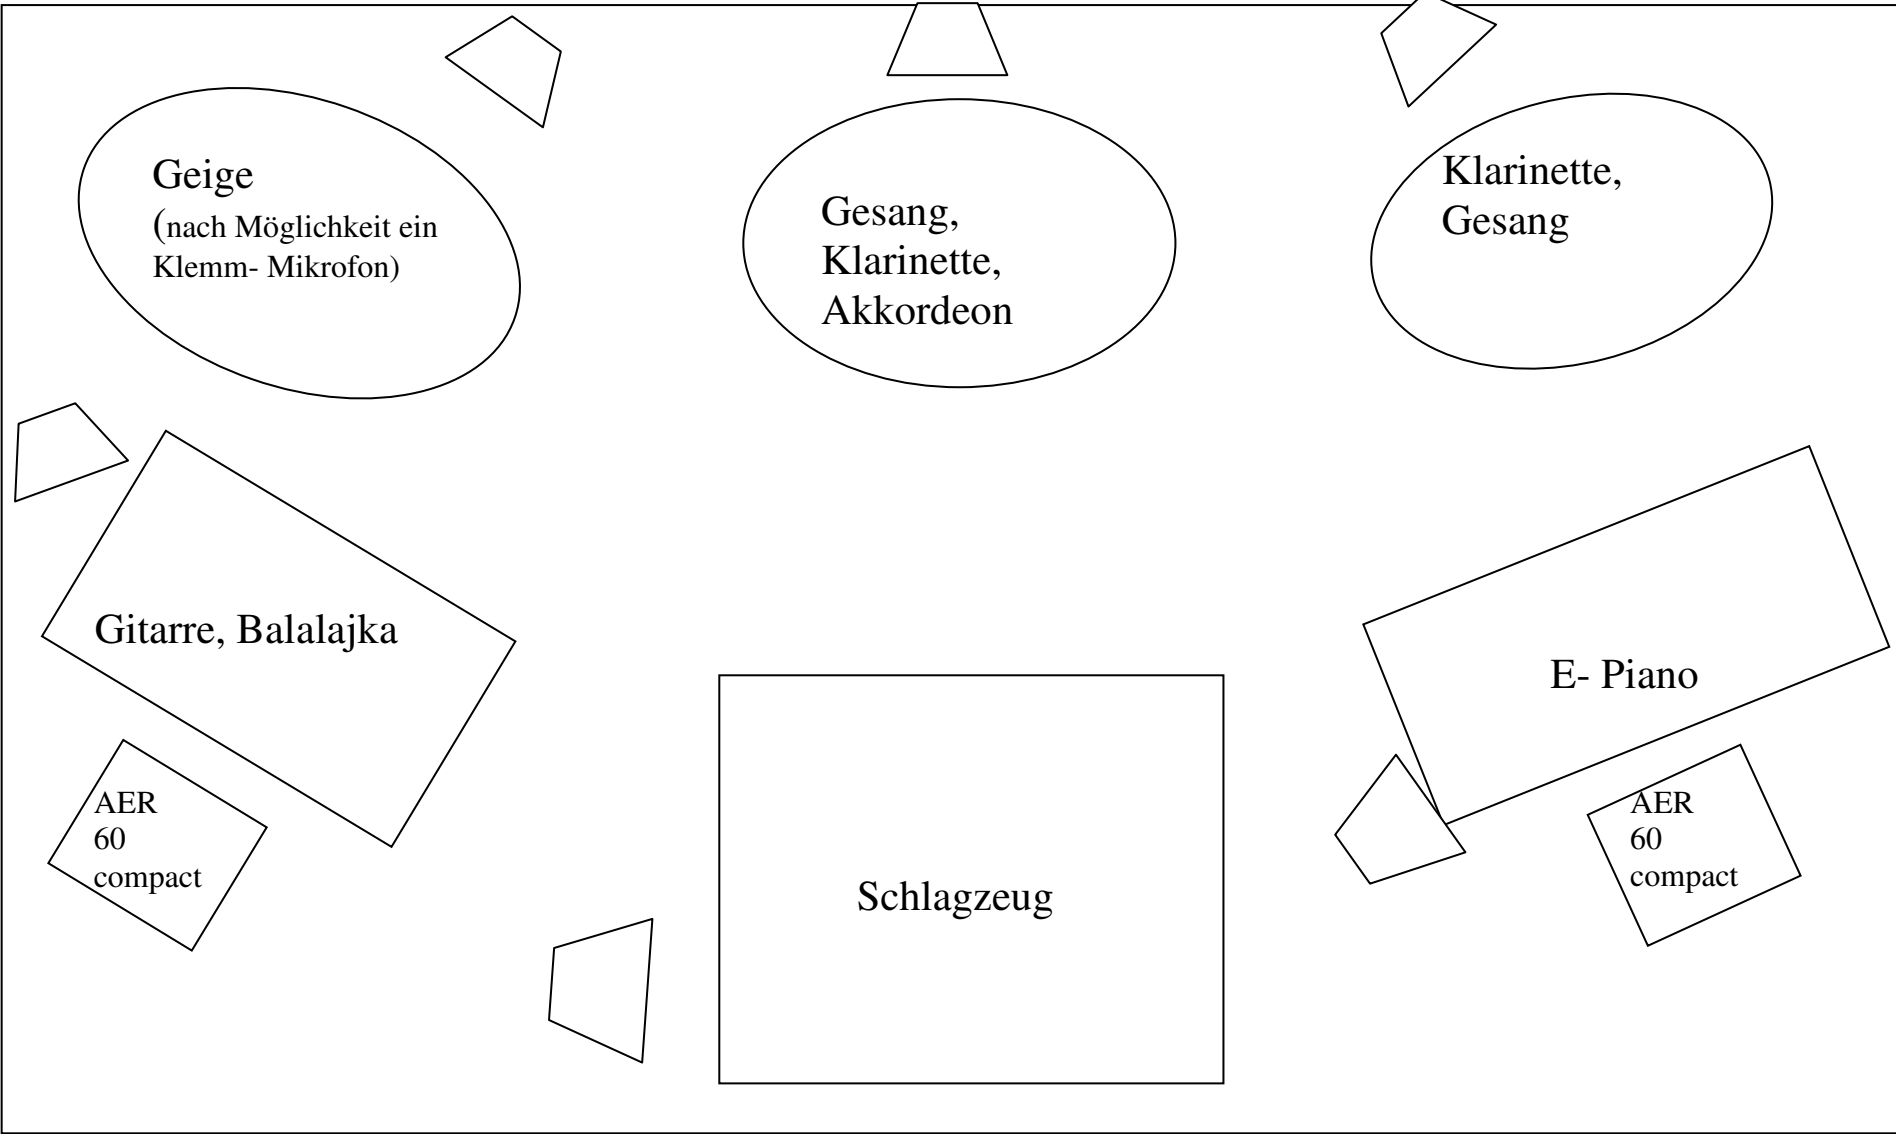 Geige
(nach Möglichkeit ein
Klemm- Mikrofon)
Gesang,
Klarinette,
Akkordeon
Klarinette,
Gesang
Gitarre, Balalajka
E- Piano
AER
60
compact
Schlagzeug
AER
60
compact